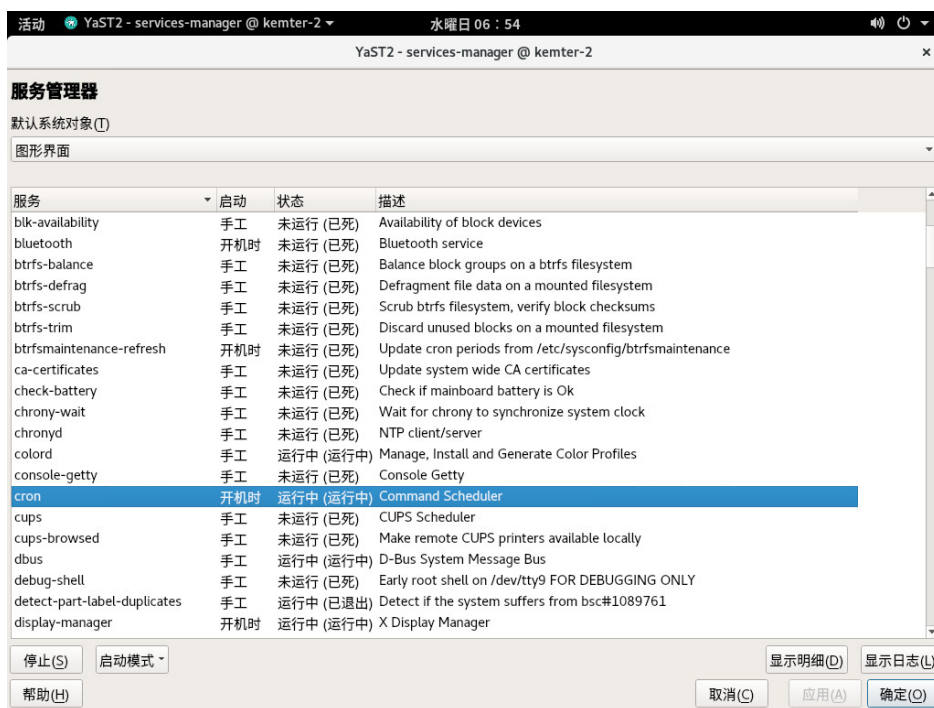 活动 YaST2 - services-manager @ kemter-2 水曜日 06：54
YaST2 - services-manager @ kemter-2 ×
服务管理器
默认系统对象(T)
图形界面
服务 启动 状态 描述
blk-availability 手工 未运行 (已死) Availability of block devices
bluetooth 开机时 未运行 (已死) Bluetooth service
btrfs-balance 手工 未运行 (已死) Balance block groups on a btrfs filesystem
btrfs-defrag 手工 未运行 (已死) Defragment file data on a mounted filesystem
btrfs-scrub 手工 未运行 (已死) Scrub btrfs filesystem, verify block checksums
btrfs-trim 手工 未运行 (已死) Discard unused blocks on a mounted filesystem
btrfsmaintenance-refresh 开机时 未运行 (已死) Update cron periods from /etc/sysconfig/btrfsmaintenance
ca-certificates 手工 未运行 (已死) Update system wide CA certificates
check-battery 手工 未运行 (已死) Check if mainboard battery is Ok
chrony-wait 手工 未运行 (已死) Wait for chrony to synchronize system clock
chronyd 手工 未运行 (已死) NTP client/server
colord 手工 运行中 (运行中) Manage, Install and Generate Color Profiles
console-getty 手工 未运行 (已死) Console Getty
cron 开机时 运行中 (运行中) Command Scheduler
cups 手工 未运行 (已死) CUPS Scheduler
cups-browsed 手工 未运行 (已死) Make remote CUPS printers available locally
dbus 手工 运行中 (运行中) D-Bus System Message Bus
debug-shell 手工 未运行 (已死) Early root shell on /dev/tty9 FOR DEBUGGING ONLY
detect-part-label-duplicates 手工 运行中 (已退出) Detect if the system suffers from bsc#1089761
display-manager 开机时 运行中 (运行中) X Display Manager
停止(S) 启动模式 显示明细(D) 显示日志(L)
帮助(H) 取消(C) 应用(A) 确定(O)